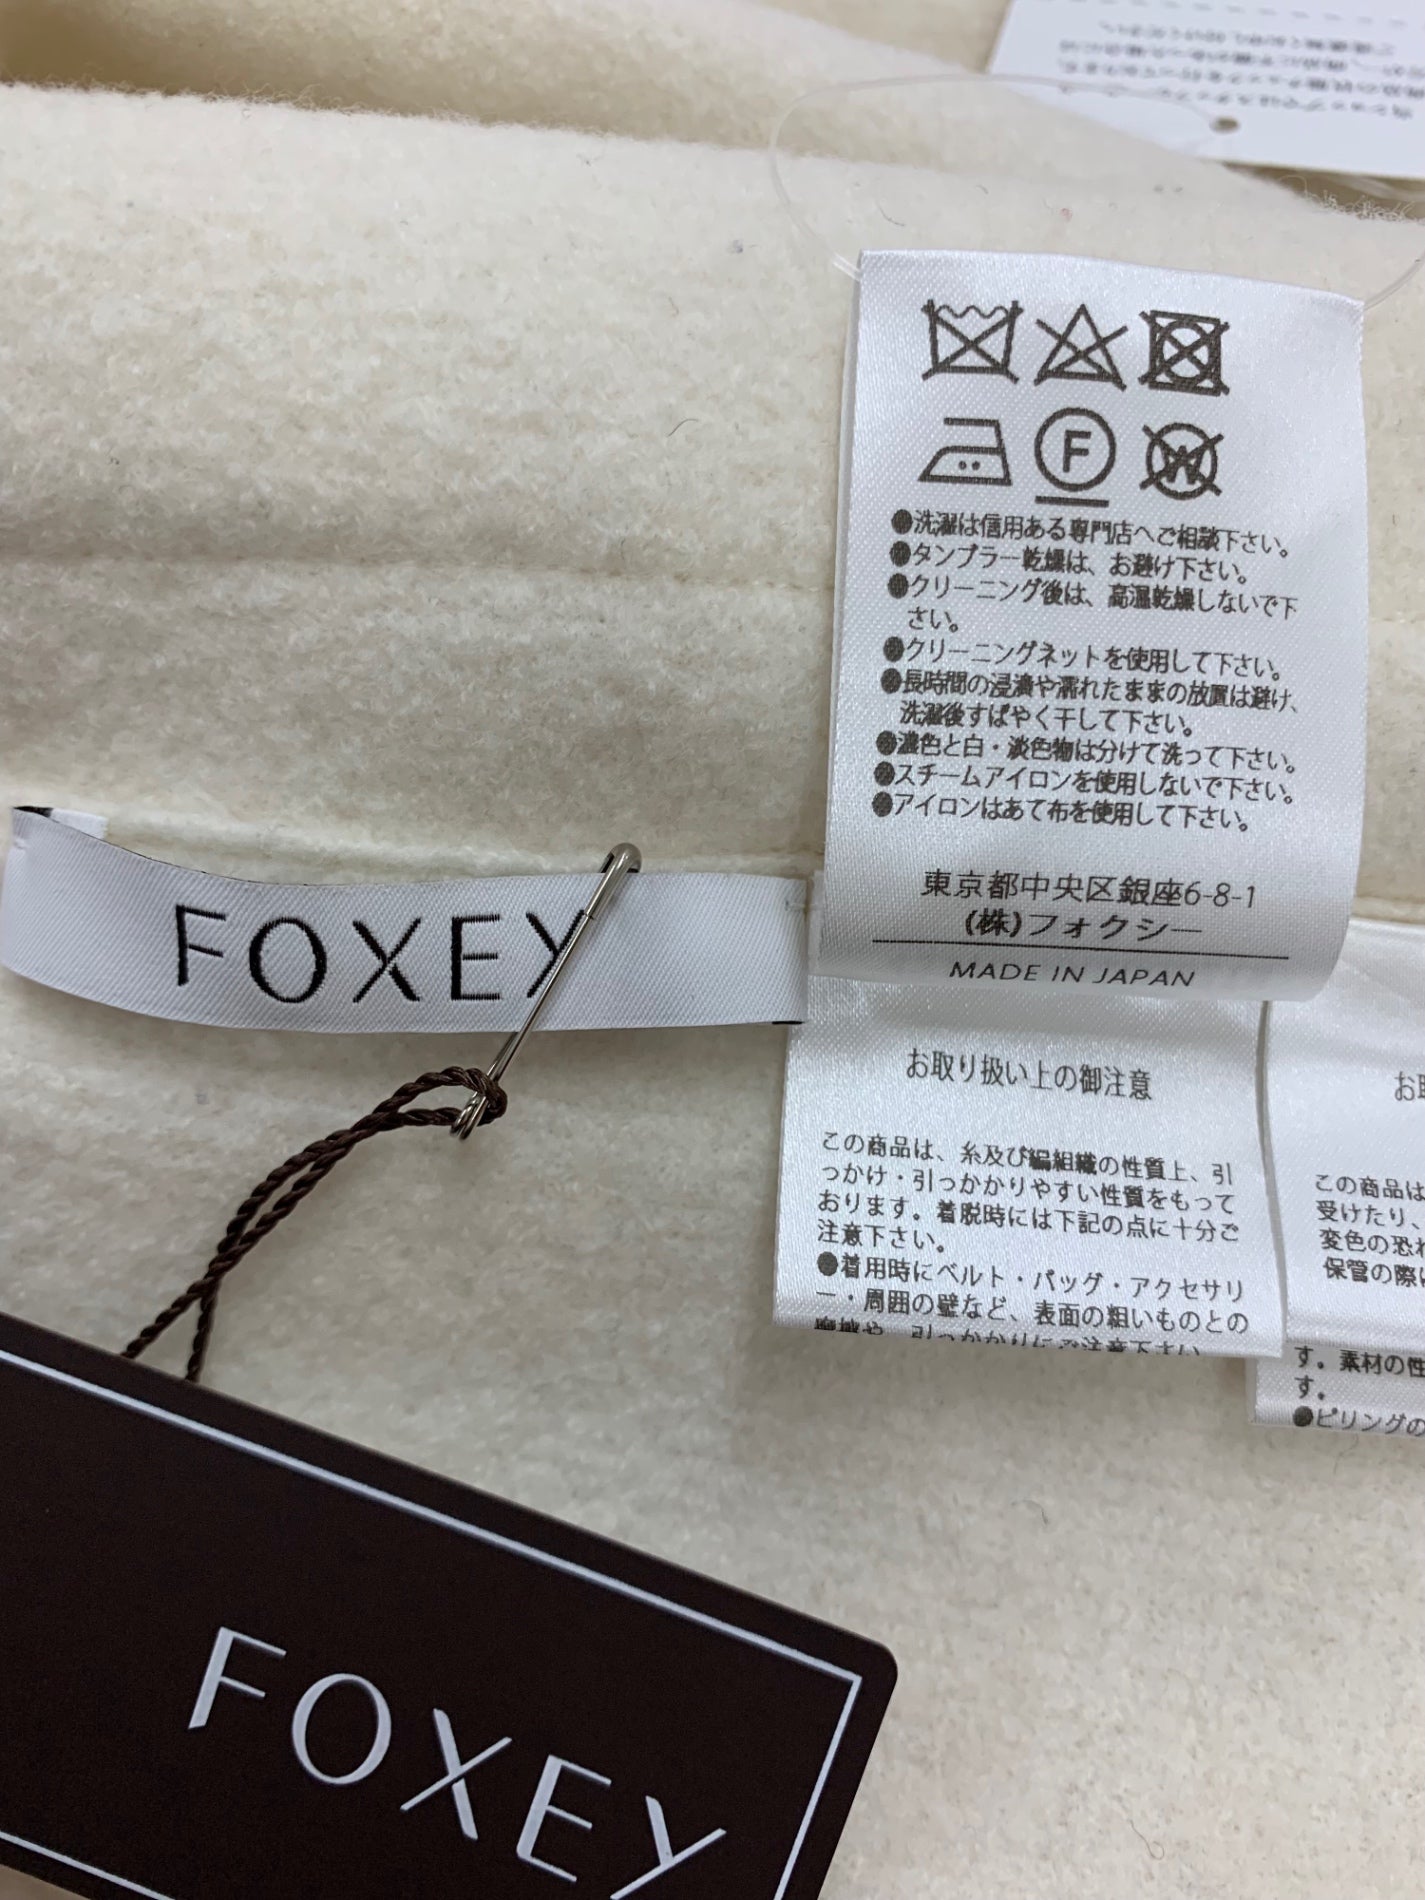 F
W
●洗濯は信用ある専門店へご相談下さい。
●タンブラー乾燥は、お避け下さい。
●クリーニング後は、高温乾燥しないで下
さい。
●クリーニングネットを使用して下さい。
●長時間の浸漬や濡れたままの放置は避け、
洗濯後すばやく干して下さい。
●濃色と白・淡色物は分けて洗って下さい。
●スチームアイロンを使用しないで下さい。
●アイロンはあて布を使用して下さい。
東京都中央区銀座6-8-1
(株)フォクシー
MADE IN JAPAN
FOXEY
お取り扱い上の御注意
この商品は、糸及び編組織の性質上、引
っかけ・引っかかりやすい性質をもって
おります。着脱時には下記の点に十分ご
注意下さい。
●着用時にベルト・バッグ・アクセサリ
ー・周囲の壁など、表面の粗いものとの
摩擦や、引っかかりにご注意下さい。
この商品は
受けたり、
変色の恐れ
保管の際は
す。素材の性
す。
●ピリングの
FOXEY